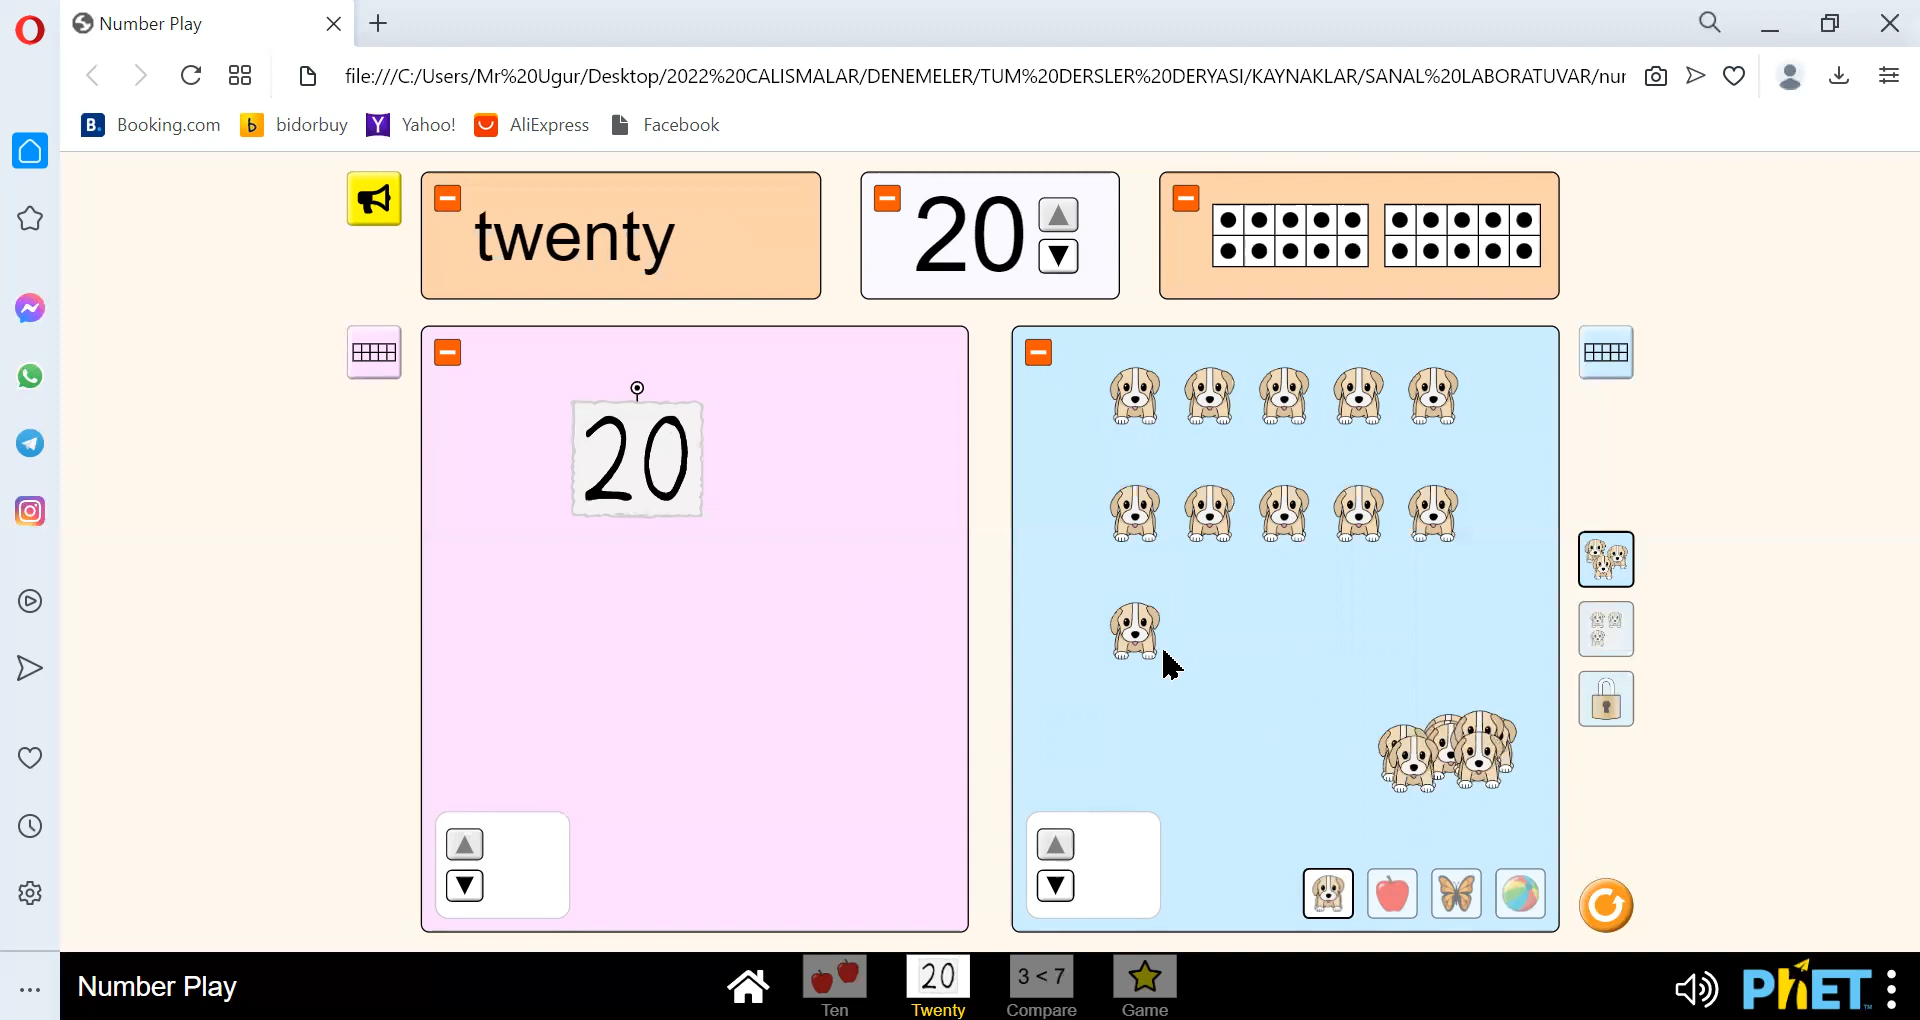 Number Play
file:///C:/Users/Mr%20Ugur/Desktop/2022%20CALISMALAR/DENEMELER/TUM%20DERSLER%20DERYASI/KAYNAKLAR/SANAL%20LABORATUVAR/nur
B. Booking.com b bidorbuy Y Yahoo! AliExpress Facebook
twenty
20
20
Number Play
20
3 < 7
Ten
Twenty
Compare
Game
PhET™